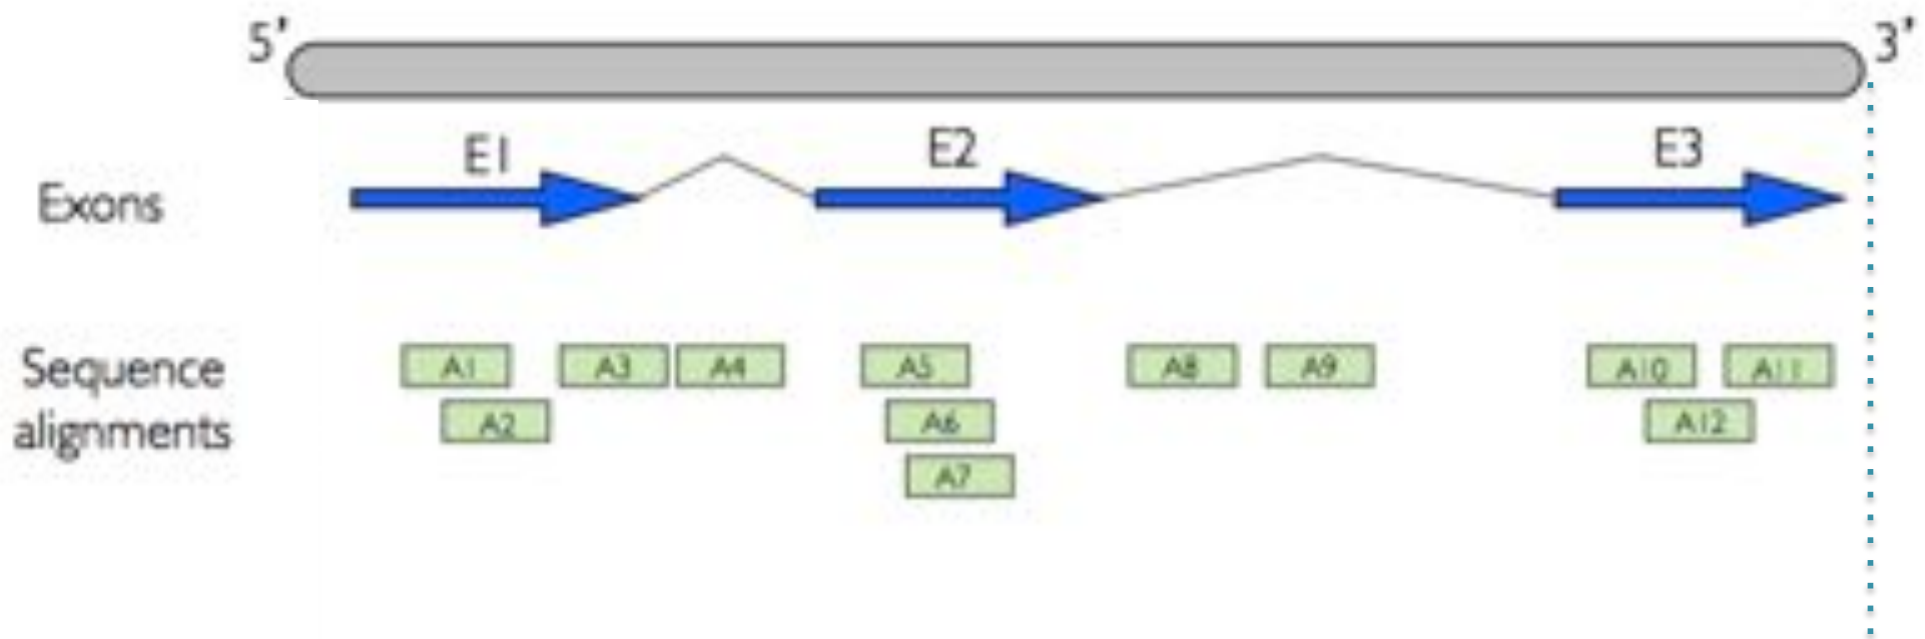 5' 3'
E1 E2 E3
Exons
Sequence
alignments
A1 A3 A4 A5 A8 A9 A10 A11
A2 A6 A12
A7